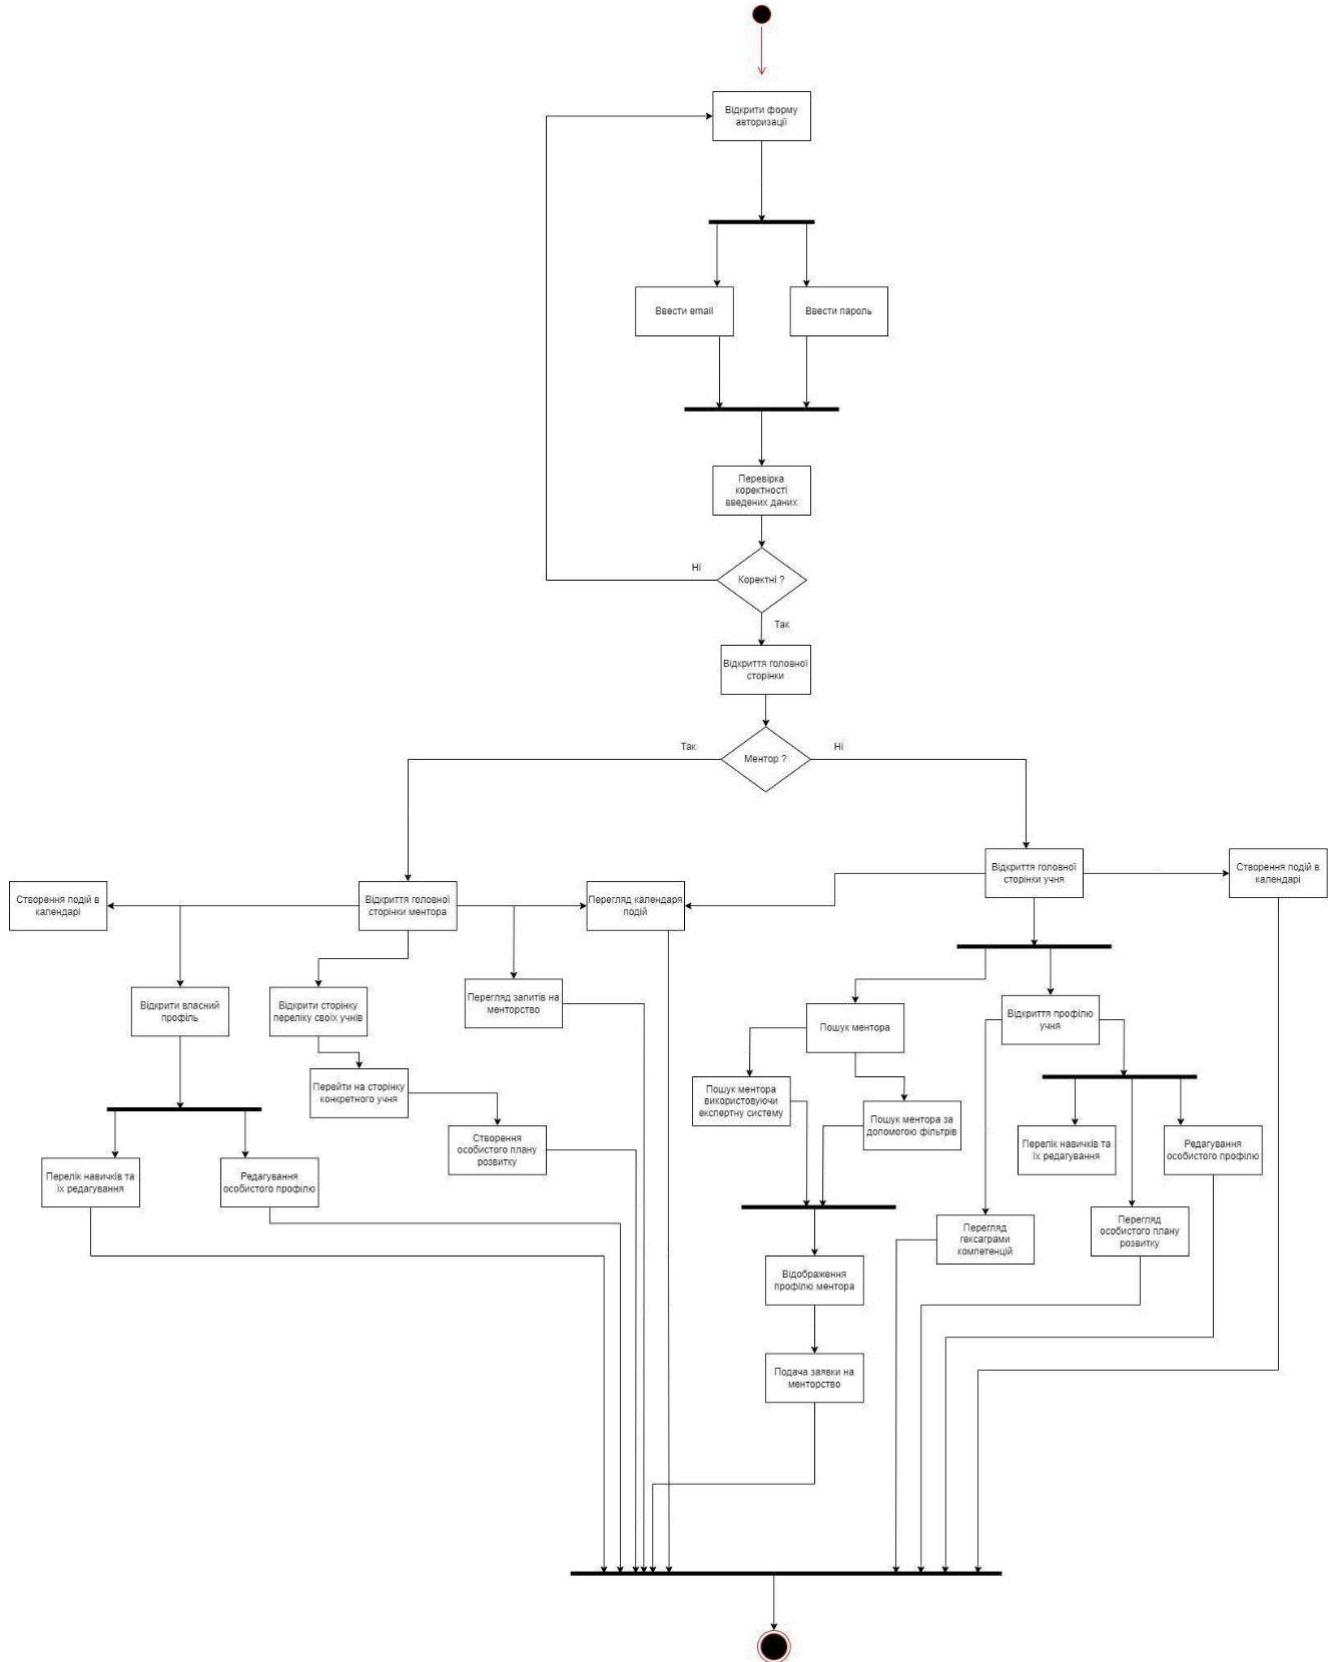 Відкрити форму
авторизації
Ввести email
Ввести пароль
Перевірка
коректності
введених даних
Ні
Коректні ?
Так
Відкриття головної
сторінки
Так
Ментор ?
Ні
Створення подій в
календарі
Відкриття головної
сторінки ментора
Перегляд календаря
подій
Відкриття головної
сторінки учня
Створення подій в
календарі
Відкрити власний
профіль
Відкрити сторінку
переліку своїх учнів
Перегляд запитів на
менторство
Пошук ментора
Відкриття профілю
учня
Перейти на сторінку
конкретного учня
Пошук ментора
використовуючи
експертну систему
Пошук ментора за
допомогою фільтрів
Створення
особистого плану
розвитку
Перелік навичків та
їх редагування
Редагування
особистого профілю
Перелік навичків та
їх редагування
Редагування
особистого профілю
Перегляд
гексаграми
компетенцій
Перегляд
особистого плану
розвитку
Відображення
профілю ментора
Подача заявки на
менторство